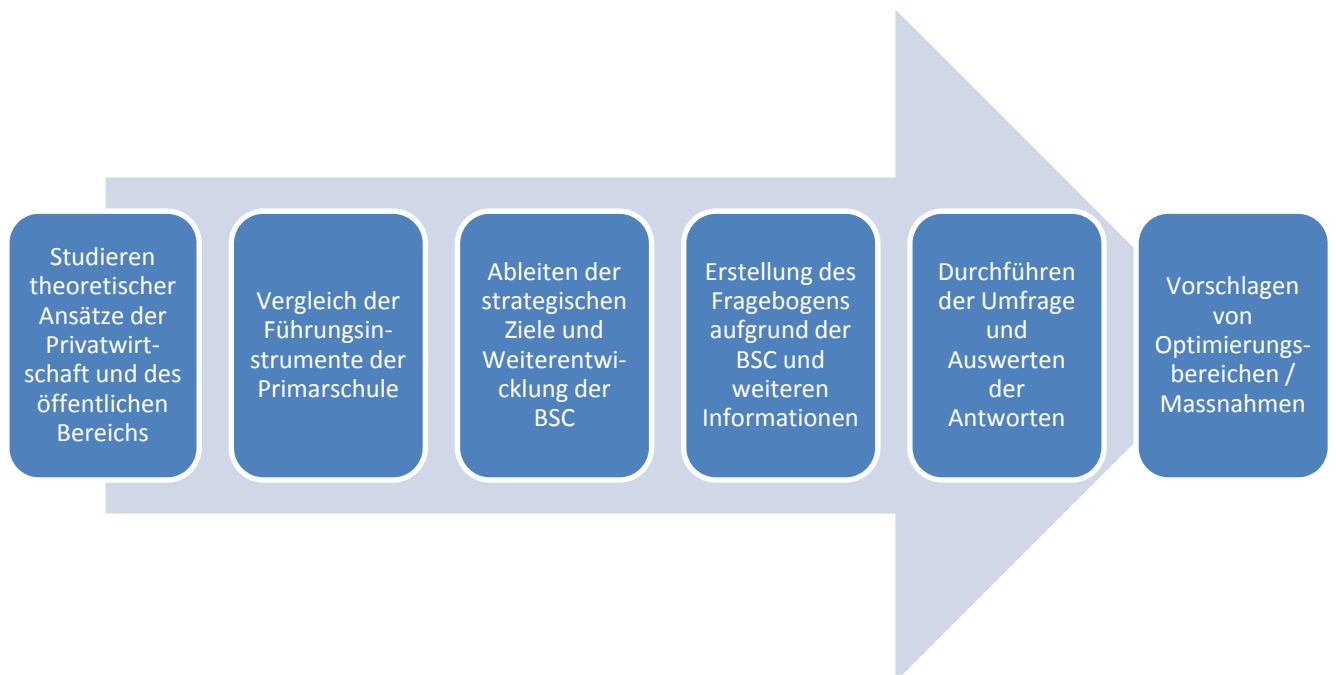 Studieren
theoretischer
Ansätze der
Privatwirt-
schaft und des
öffentlichen
Bereichs
Vergleich der
Führungsin-
strumente der
Primarschule
Ableiten der
strategischen
Ziele und
Weiterentwi-
cklung der
BSC
Erstellung des
Fragebogens
aufgrund der
BSC und
weiteren
Informationen
Durchführen
der Umfrage
und
Auswerten
der
Antworten
Vorschlagen
von
Optimierungs-
bereichen /
Massnahmen